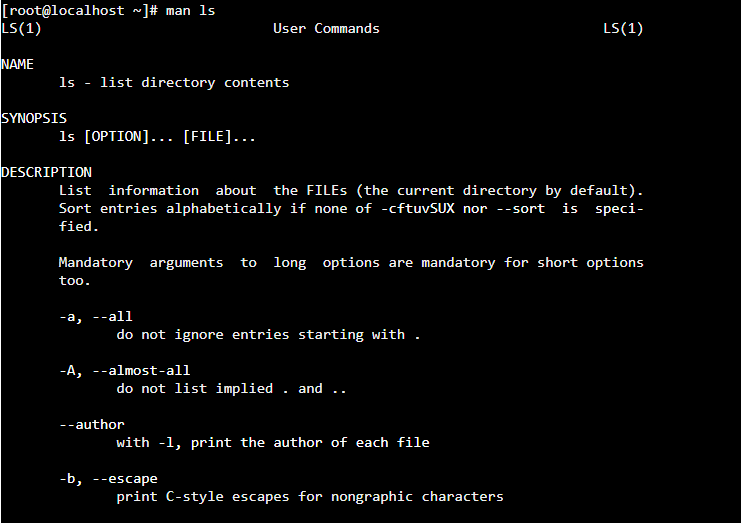 [root@localhost ~]# man ls
LS(1) User Commands LS(1)
NAME
ls - list directory contents
SYNOPSIS
ls [OPTION]... [FILE]...
DESCRIPTION
List information about the FILEs (the current directory by default).
Sort entries alphabetically if none of -cftuvSUX nor --sort is speci-
fied.
Mandatory arguments to long options are mandatory for short options
too.
-a, --all
do not ignore entries starting with .
-A, --almost-all
do not list implied . and ..
--author
with -l, print the author of each file
-b, --escape
print C-style escapes for nongraphic characters